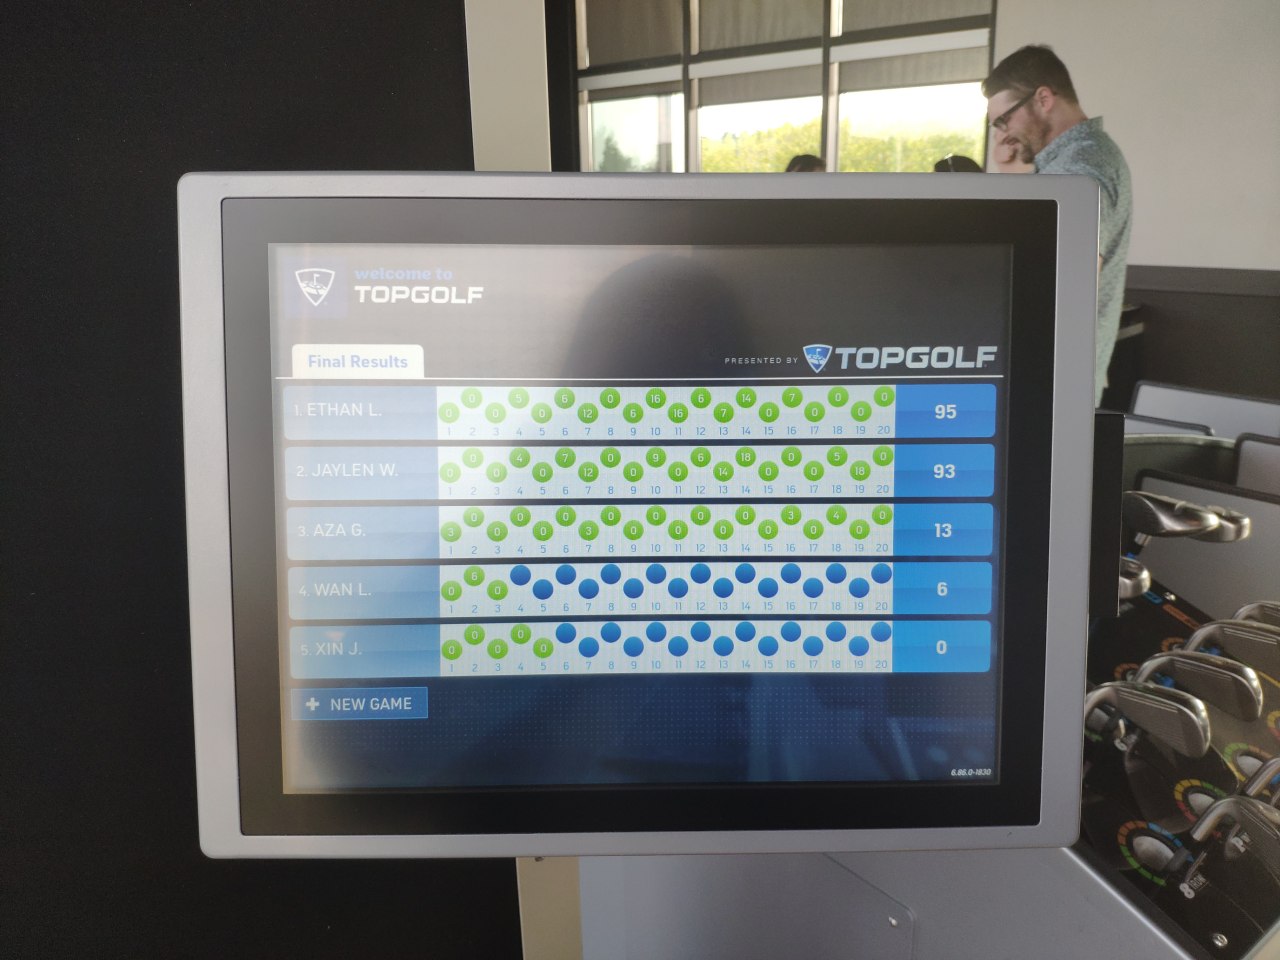 welcome to
TOPGOLF
Final Results
PRESENTED BY TOPGOLF
1. ETHAN L. 0 0 0 5 0 6 12 0 6 16 16 6 7 14 0 7 0 0 0 0 95
1 2 3 4 5 6 7 8 9 10 11 12 13 14 15 16 17 18 19 20
2. JAYLEN W. 0 0 0 4 0 7 12 0 0 9 0 6 14 18 0 0 0 5 18 0 93
1 2 3 4 5 6 7 8 9 10 11 12 13 14 15 16 17 18 19 20
3. AZA G. 3 0 0 0 0 0 3 0 0 0 0 0 0 0 0 3 0 4 0 0 13
1 2 3 4 5 6 7 8 9 10 11 12 13 14 15 16 17 18 19 20
4. WAN L. 0 6 0 6
1 2 3 4 5 6 7 8 9 10 11 12 13 14 15 16 17 18 19 20
5. XIN J. 0 0 0 0 0 0
1 2 3 4 5 6 7 8 9 10 11 12 13 14 15 16 17 18 19 20
+ NEW GAME
6.86.0-1830
8 IRON